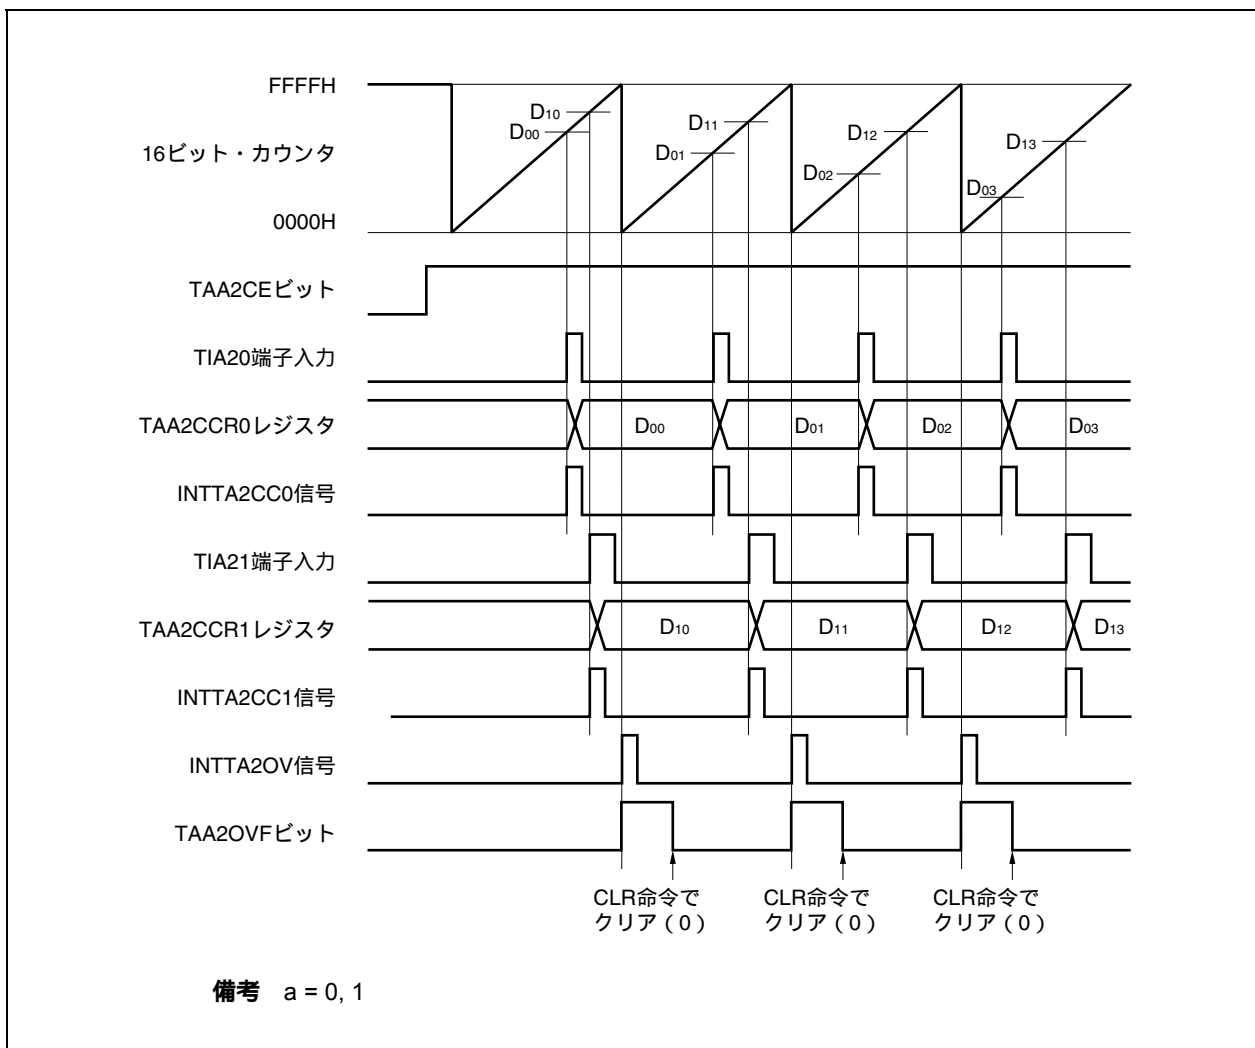 FFFFH
D10
D00
D11
D01
D12
D02
D13
D03
16ビット・カウンタ
0000H
TAA2CEビット
TIA20端子入力
TAA2CCR0レジスタ
D00
D01
D02
D03
INTTA2CC0信号
TIA21端子入力
TAA2CCR1レジスタ
D10
D11
D12
D13
INTTA2CC1信号
INTTA2OV信号
TAA2OVFビット
CLR命令で
クリア（0）
CLR命令で
クリア（0）
CLR命令で
クリア（0）
備考 a = 0, 1